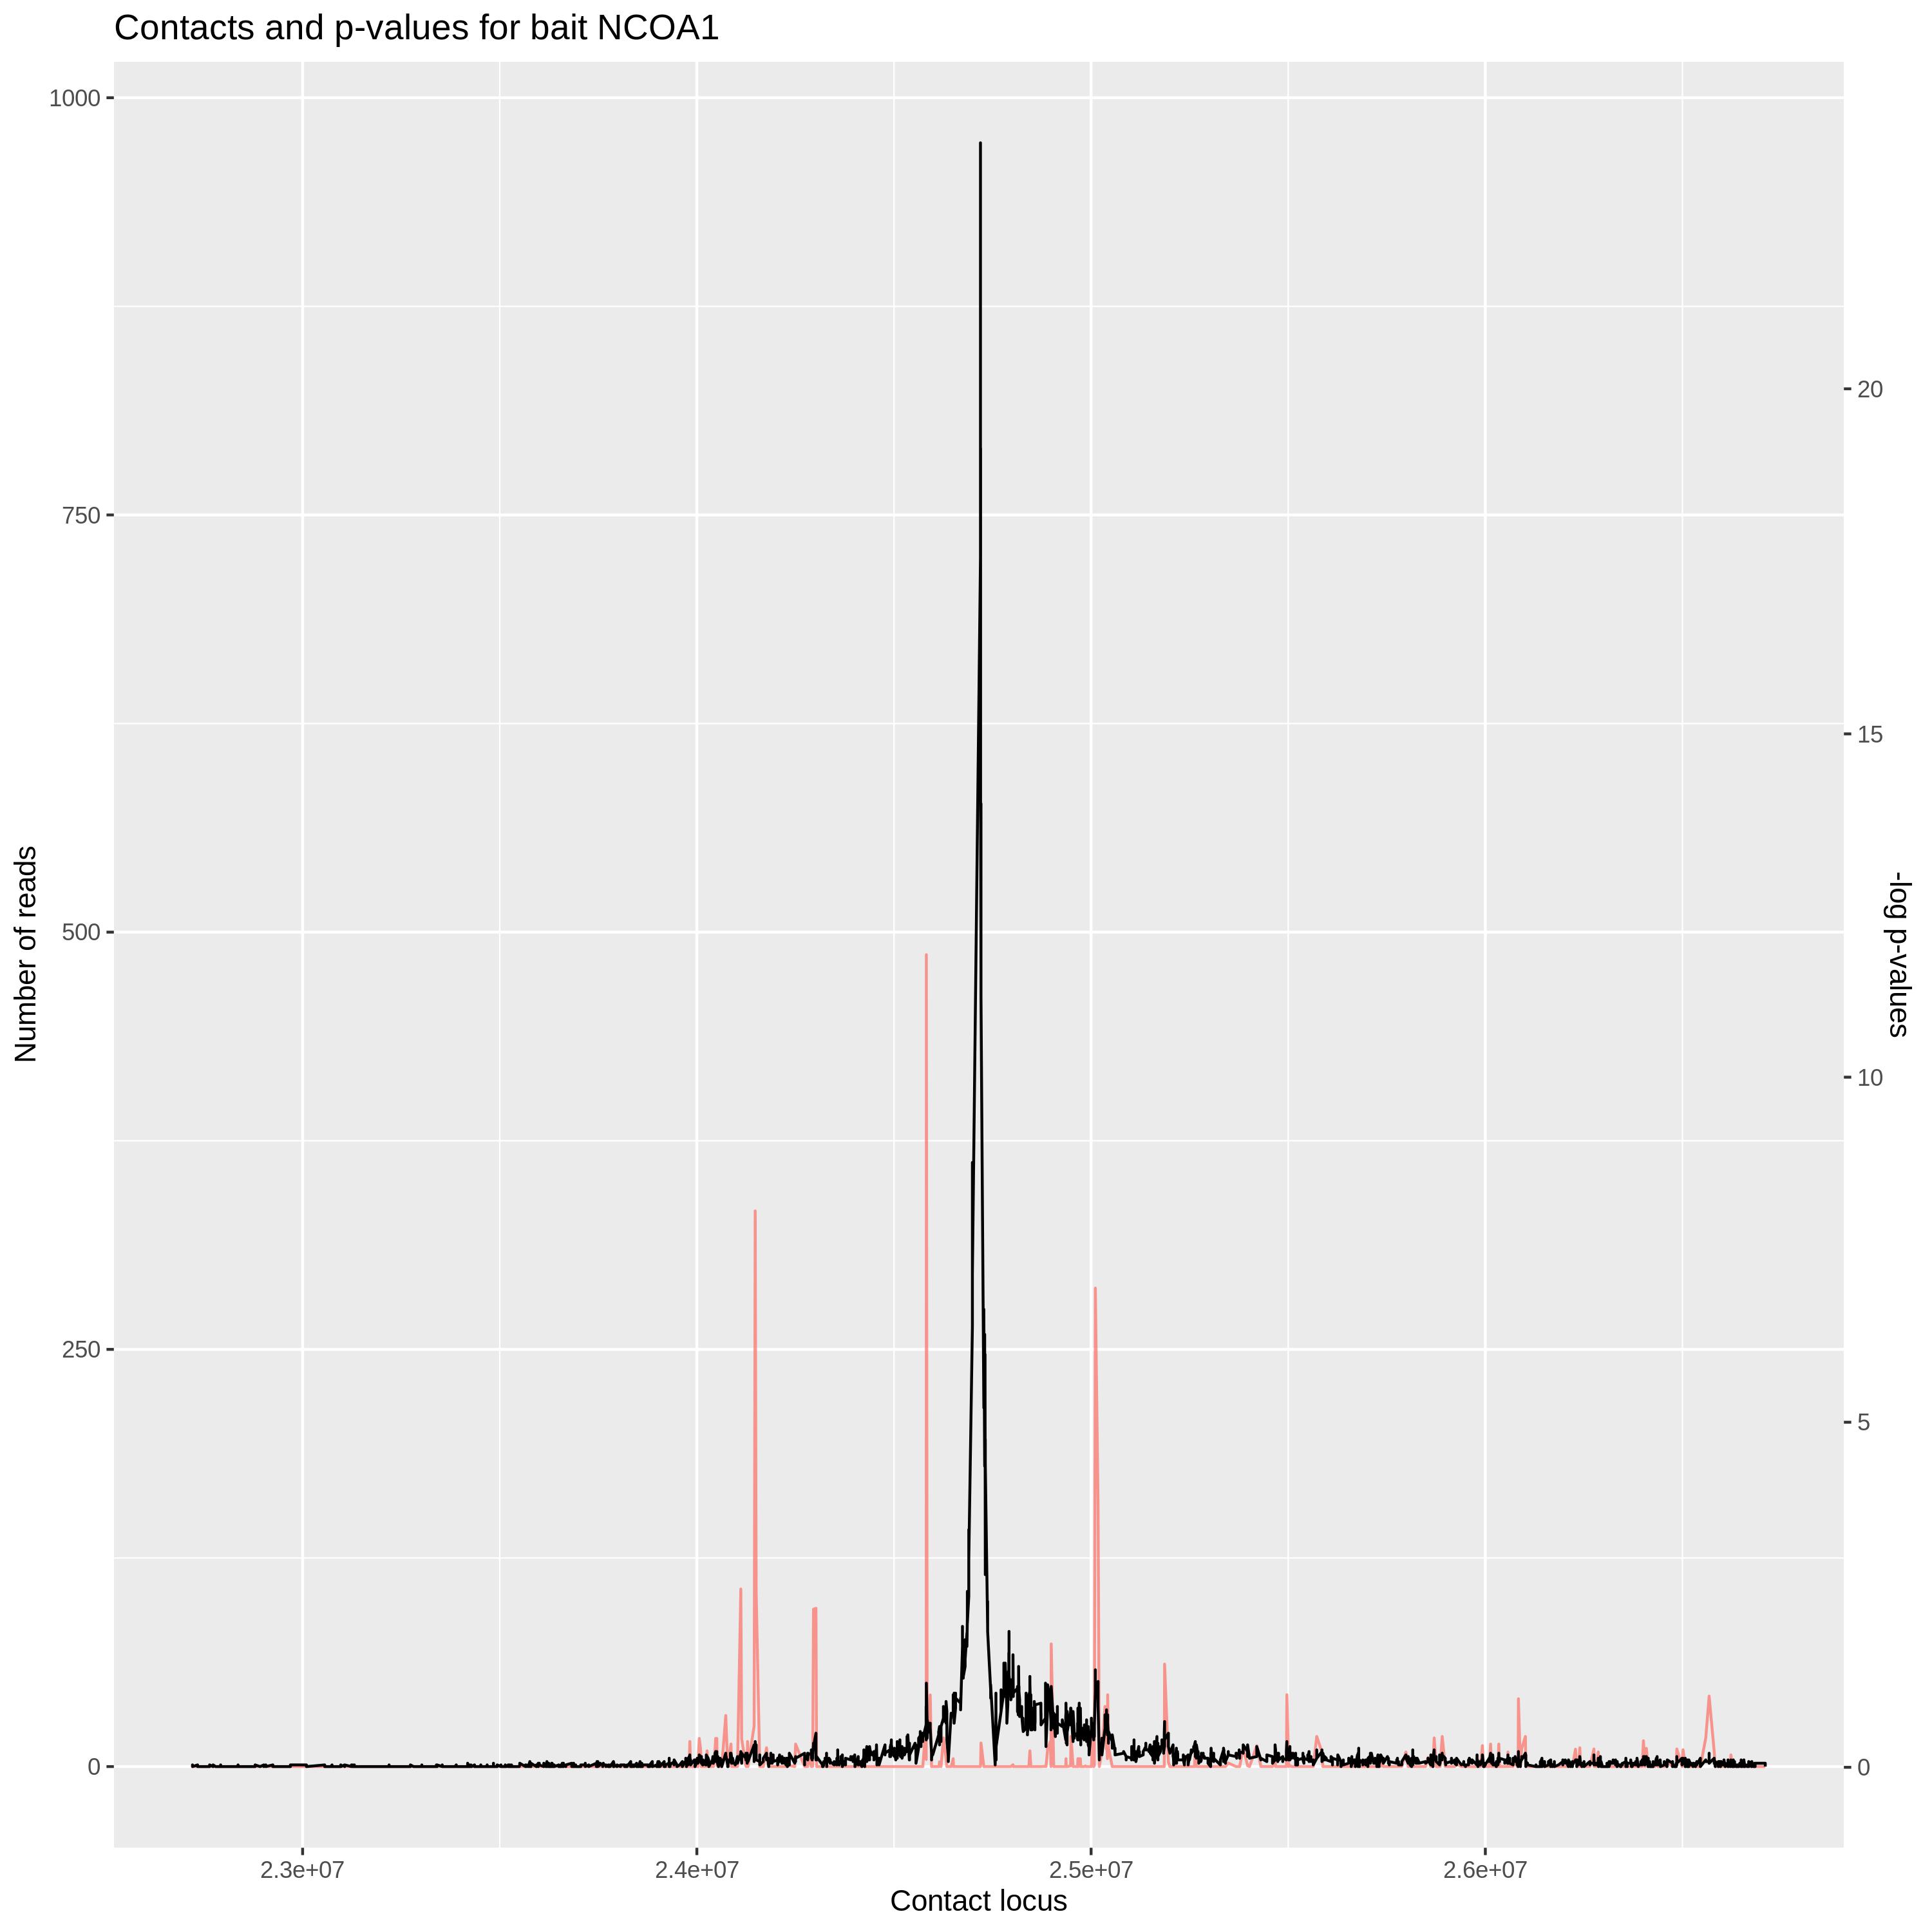 Contacts and p-values for bait NCOA1
1000
750
500
250
0
Number of reads
20
15
10
5
0
-log p-values
2.3e+07
2.4e+07
2.5e+07
2.6e+07
Contact locus